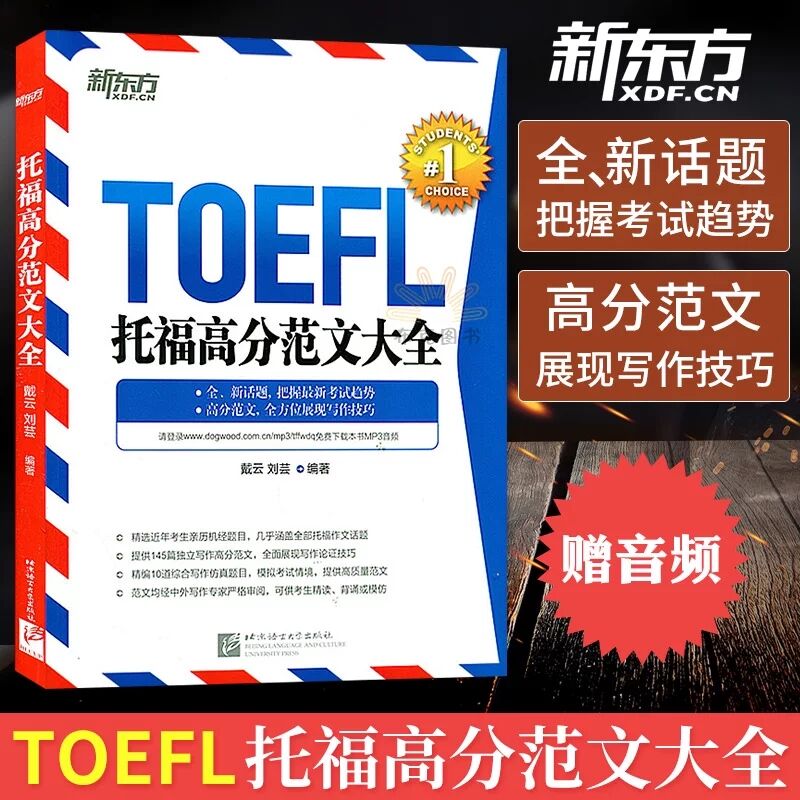 新东方
XDF.CN
托福高分范文大全
戴云 刘芸 编著
北京语言大学出版社
新东方
XDF.CN
STUDENTS'
#1
CHOICE
TOEFL
托福高分范文大全
• 全、新话题,把握最新考试趋势
• 高分范文,全方位展现写作技巧
请登录www.dogwood.com.cn/mp3/tffwdq免费下载本书MP3音频
戴云 刘芸 编著
精选近年考生亲历机经题目,几乎涵盖全部托福作文话题
提供145篇独立写作高分范文,全面展现写作论证技巧
精编10道综合写作仿真题目,模拟考试情境,提供高质量范文
范文均经中外写作专家严格审阅,可供考生精读、背诵或模仿
北京语言大学出版社
BEIJING LANGUAGE AND CULTURE
UNIVERSITY PRESS
全、新话题
把握考试趋势
高分范文
展现写作技巧
赠音频
TOEFL 托福高分范文大全